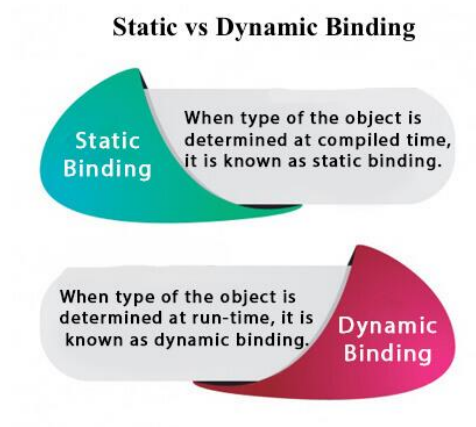 Static vs Dynamic Binding
Static
Binding
When type of the object is
determined at compiled time,
it is known as static binding.
When type of the object is
determined at run-time, it is
known as dynamic binding.
Dynamic
Binding